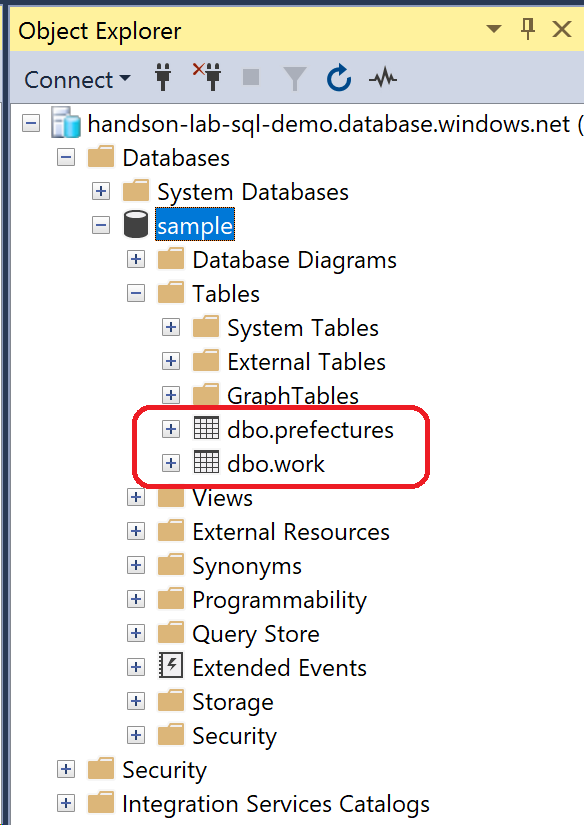 Object Explorer
Connect
handson-lab-sql-demo.database.windows.net (
Databases
System Databases
sample
Database Diagrams
Tables
System Tables
External Tables
GraphTables
dbo.prefectures
dbo.work
Views
External Resources
Synonyms
Programmability
Query Store
Extended Events
Storage
Security
Security
Integration Services Catalogs